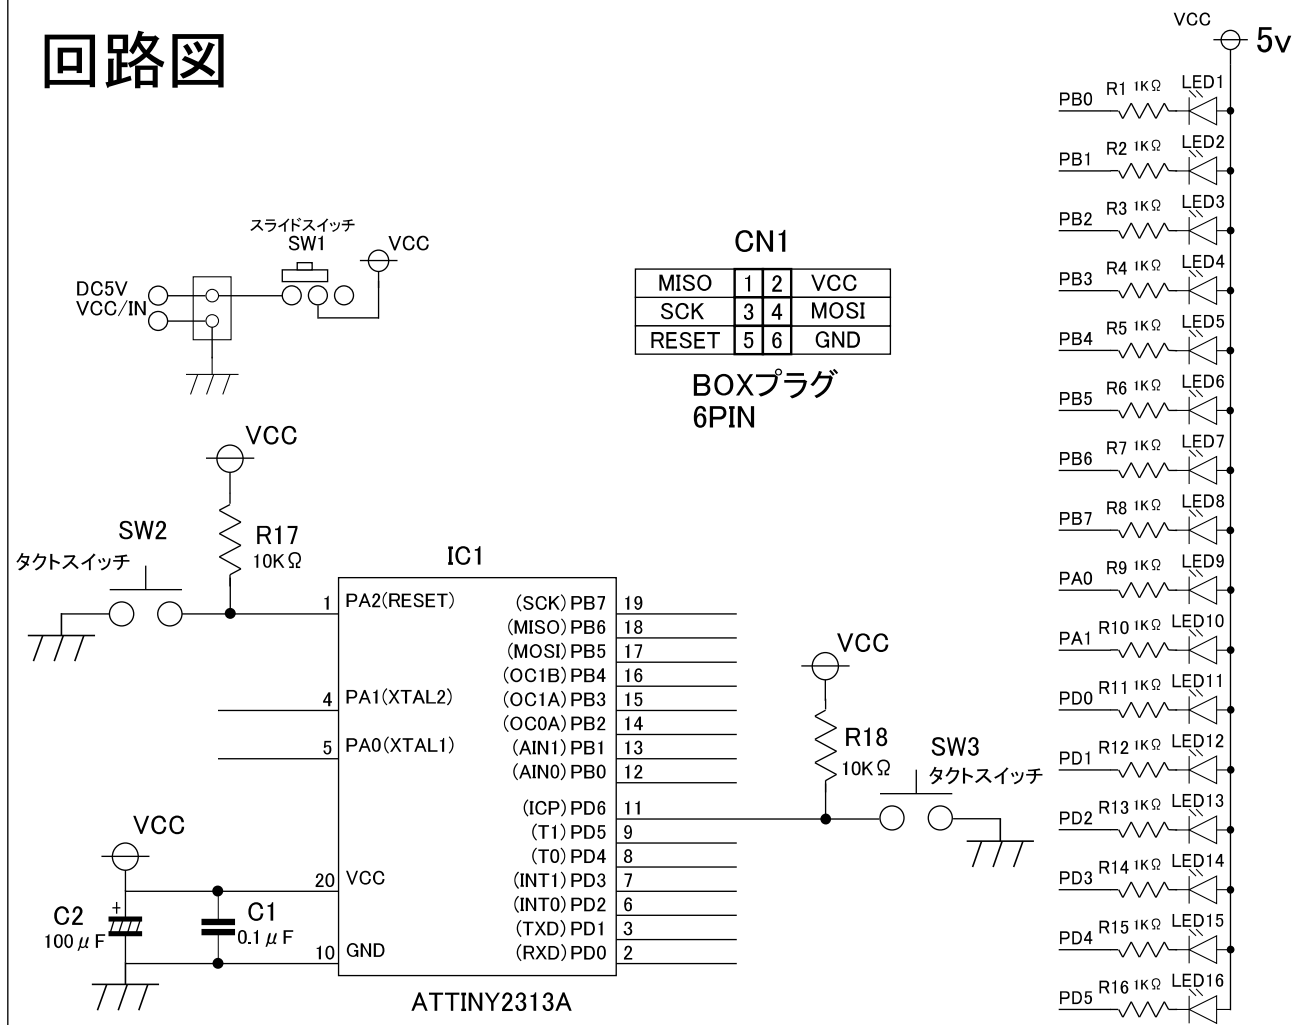 回路図
VCC
5v
PB0 R1 1KΩ LED1
PB1 R2 1KΩ LED2
PB2 R3 1KΩ LED3
PB3 R4 1KΩ LED4
PB4 R5 1KΩ LED5
PB5 R6 1KΩ LED6
PB6 R7 1KΩ LED7
PB7 R8 1KΩ LED8
PA0 R9 1KΩ LED9
PA1 R10 1KΩ LED10
PD0 R11 1KΩ LED11
PD1 R12 1KΩ LED12
PD2 R13 1KΩ LED13
PD3 R14 1KΩ LED14
PD4 R15 1KΩ LED15
PD5 R16 1KΩ LED16
スライドスイッチ
SW1
VCC
DC5V
VCC/IN
CN1
MISO 1 2 VCC
SCK 3 4 MOSI
RESET 5 6 GND
BOXプラグ
6PIN
VCC
R17
10KΩ
SW2
タクトスイッチ
IC1
1 PA2(RESET)
4 PA1(XTAL2)
5 PA0(XTAL1)
20 VCC
10 GND
(SCK)PB7 19
(MISO)PB6 18
(MOSI)PB5 17
(OC1B)PB4 16
(OC1A)PB3 15
(OC0A)PB2 14
(AIN1)PB1 13
(AIN0)PB0 12
(ICP)PD6 11
(T1)PD5 9
(T0)PD4 8
(INT1)PD3 7
(INT0)PD2 6
(TXD)PD1 3
(RXD)PD0 2
ATTINY2313A
VCC
R18
10KΩ
SW3
タクトスイッチ
VCC
C2
+
100μF
C1
0.1μF